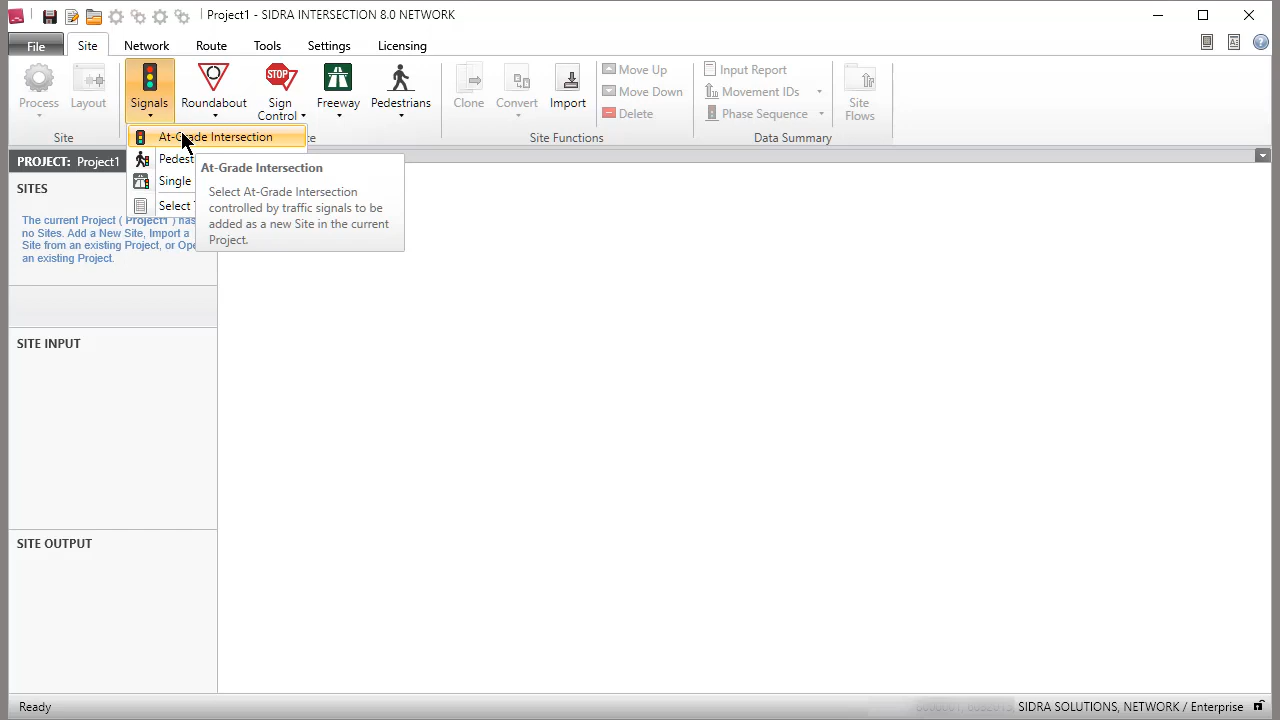 Project1 - SIDRA INTERSECTION 8.0 NETWORK
File Site Network Route Tools Settings Licensing
Process Layout Signals Roundabout Sign Control Freeway Pedestrians Clone Convert Import
STOP
Move Up
Move Down
Delete
Input Report
Movement IDs
Phase Sequence
Site Flows
Site Site Functions Data Summary
At-Grade Intersection
Pedest
Single
Select
At-Grade Intersection
Select At-Grade Intersection
controlled by traffic signals to be
added as a new Site in the current
Project.
PROJECT: Project1
SITES
The current Project ( Project1 ) has
no Sites. Add a New Site, Import a
Site from an existing Project, or Ope
an existing Project.
SITE INPUT
SITE OUTPUT
Ready
SIDRA SOLUTIONS, NETWORK / Enterprise